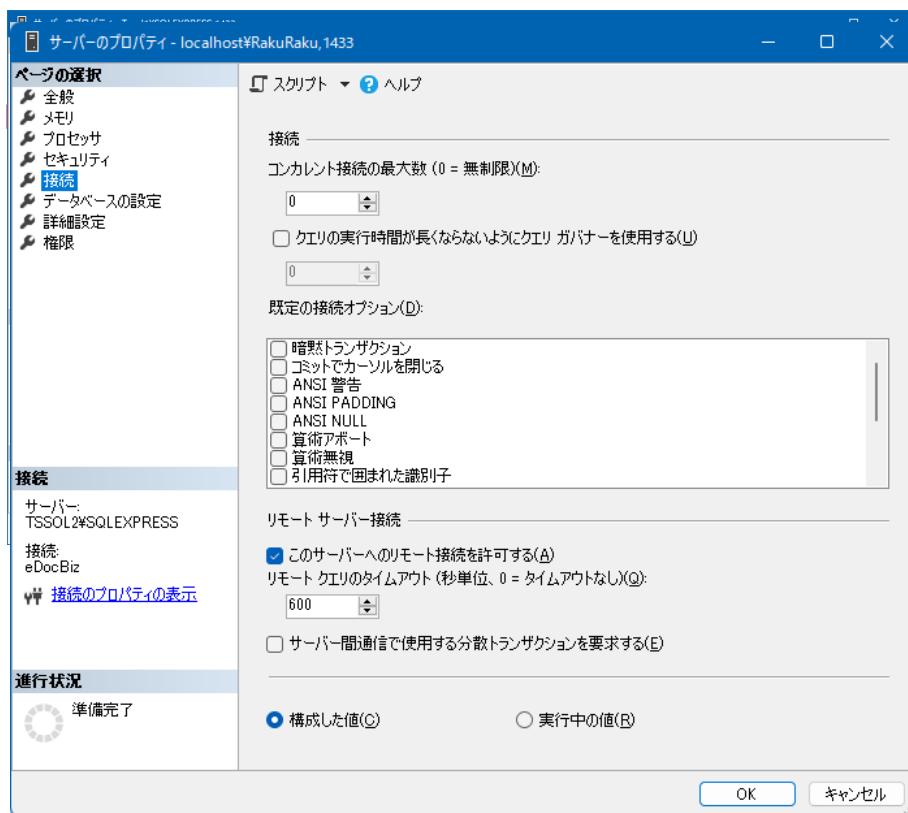 サーバーのプロパティ - localhost¥RakuRaku,1433
ページの選択
全般
メモリ
プロセッサ
セキュリティ
接続
データベースの設定
詳細設定
権限
接続
サーバー:
TSSOL2¥SQLEXPRESS
接続:
eDocBiz
接続のプロパティの表示
進行状況
準備完了
スクリプト ヘルプ
接続
コンカレント接続の最大数 (0 = 無制限)(M):
0
クエリの実行時間が長くならないようにクエリ ガバナーを使用する(U)
0
既定の接続オプション(D):
暗黙トランザクション
コミットでカーソルを閉じる
ANSI 警告
ANSI PADDING
ANSI NULL
算術アボート
算術無視
引用符で囲まれた識別子
リモート サーバー接続
このサーバーへのリモート接続を許可する(A)
リモート クエリのタイムアウト (秒単位、0 = タイムアウトなし)(Q):
600
サーバー間通信で使用する分散トランザクションを要求する(E)
構成した値(C) 実行中の値(R)
OK キャンセル